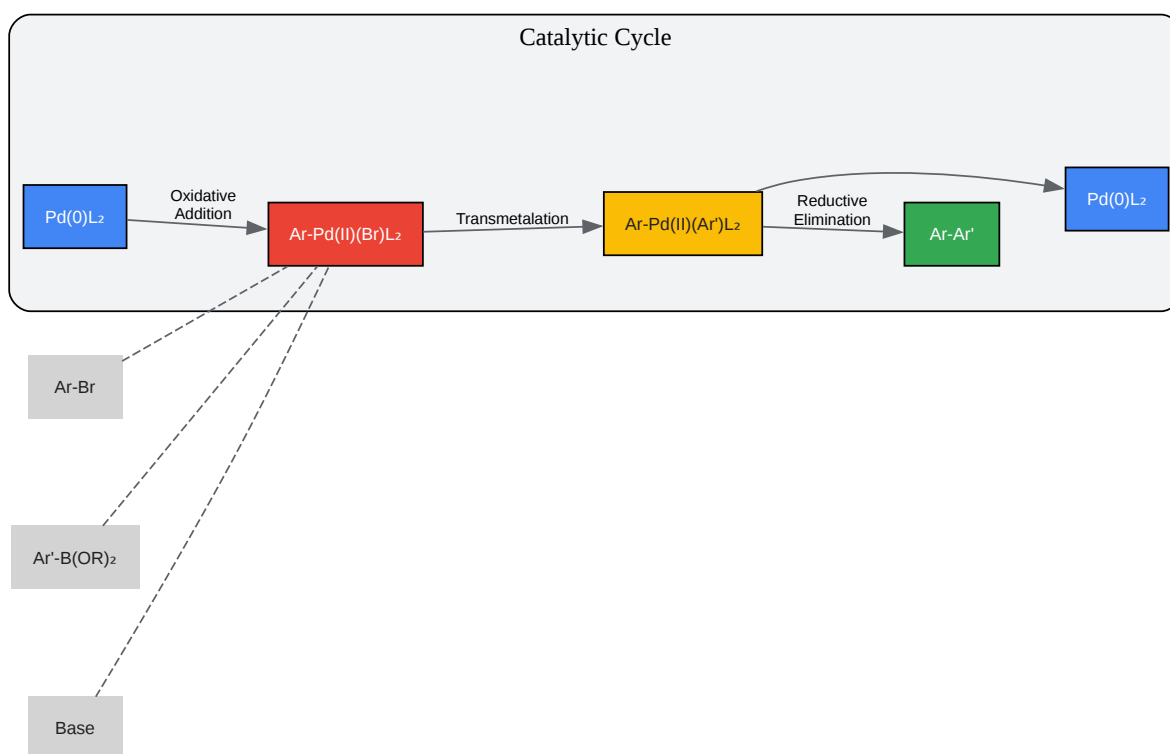 Catalytic Cycle
Pd(0)L₂
Oxidative
Addition
Ar-Pd(II)(Br)L₂
Transmetalation
Ar-Pd(II)(Ar')L₂
Reductive
Elimination
Ar-Ar'
Pd(0)L₂
Ar-Br
Ar'-B(OR)₂
Base